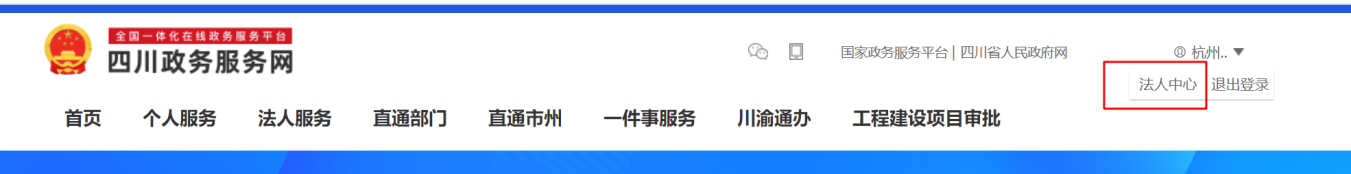 全国一体化在线政务服务平台
四川政务服务网
国家政务服务平台 | 四川省人民政府网
杭州.. ▼
法人中心 退出登录
首页 个人服务 法人服务 直通部门 直通市州 一件事服务 川渝通办 工程建设项目审批